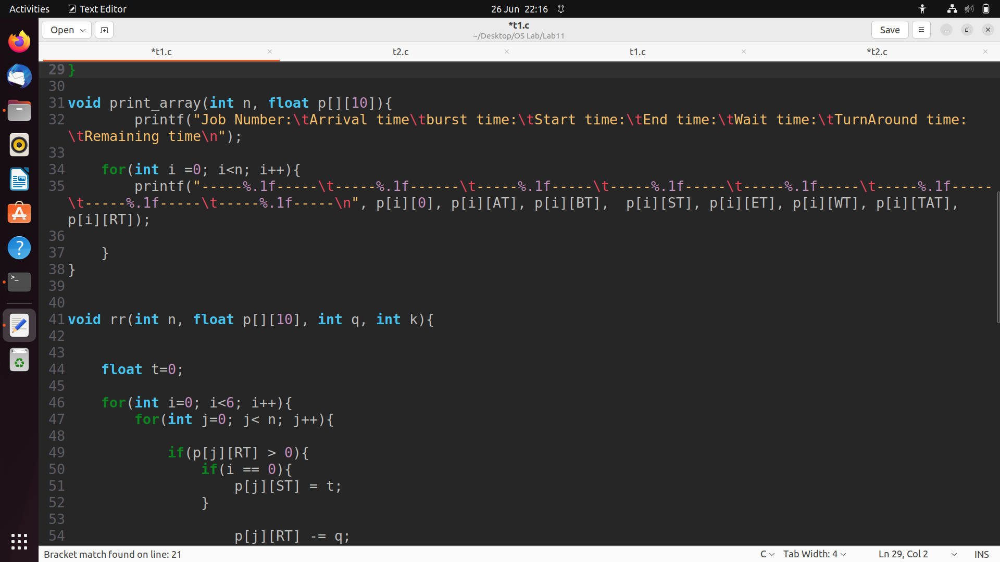 Activities
Text Editor
26 Jun 22:16
Open
*t1.c
~/Desktop/OS Lab/Lab11
Save
*t1.c
t2.c
t1.c
*t2.c
29 }
30
31 void print_array(int n, float p[][10]){
32         printf("Job Number:\tArrival time\tburst time:\tStart time:\tEnd time:\tWait time:\tTurnAround time:
\tRemaining time\n");
33
34     for(int i =0; i<n; i++){
35         printf("-----%.1f-----\t-----%.1f------\t-----%.1f-----\t-----%.1f-----\t-----%.1f-----\t-----%.1f-----
\t-----%.1f-----\t-----%.1f-----\n", p[i][0], p[i][AT], p[i][BT],  p[i][ST], p[i][ET], p[i][WT], p[i][TAT],
p[i][RT]);
36
37     }
38 }
39
40
41 void rr(int n, float p[][10], int q, int k){
42
43
44     float t=0;
45
46     for(int i=0; i<6; i++){
47         for(int j=0; j< n; j++){
48
49             if(p[j][RT] > 0){
50                 if(i == 0){
51                     p[j][ST] = t;
52                 }
53
54                     p[j][RT] -= q;
Bracket match found on line: 21
C
Tab Width: 4
Ln 29, Col 2
INS